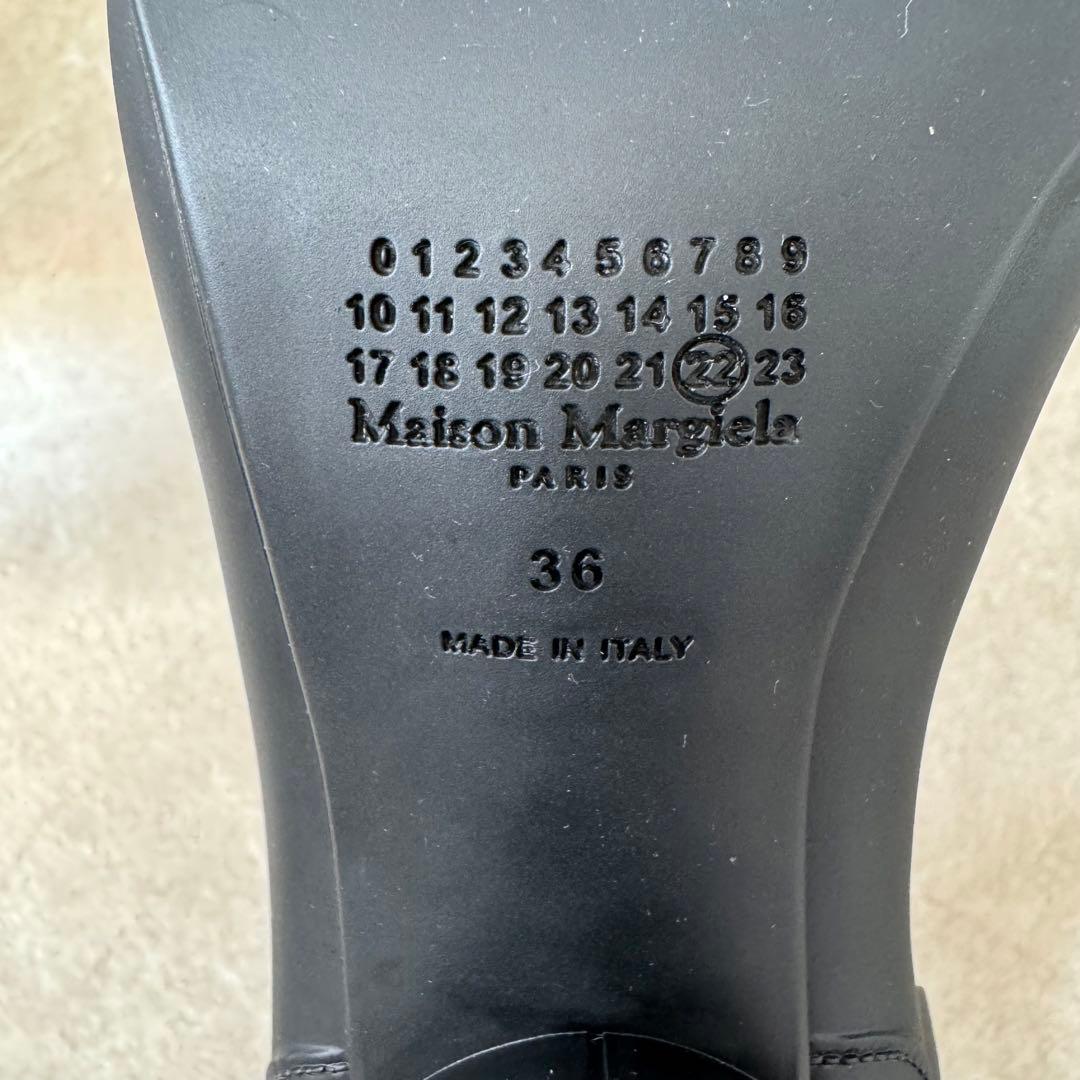 0 1 2 3 4 5 6 7 8 9
10 11 12 13 14 15 16
17 18 19 20 21 22 23
Maison Margiela
PARIS
36
MADE IN ITALY